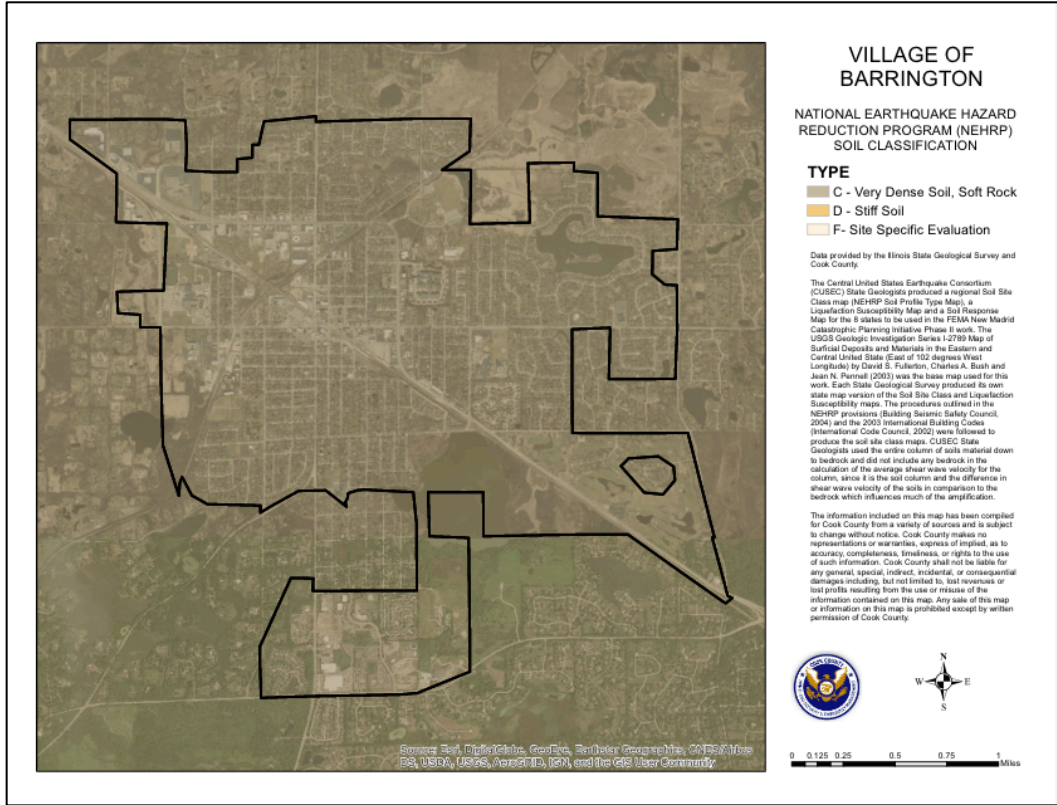 VILLAGE OF
BARRINGTON
NATIONAL EARTHQUAKE HAZARD
REDUCTION PROGRAM (NEHRP)
SOIL CLASSIFICATION
TYPE
C - Very Dense Soil, Soft Rock
D - Stiff Soil
F- Site Specific Evaluation
Data provided by the Illinois State Geological Survey and
Cook County.
The Central United States Earthquake Consortium
(CUSEC) State Geologists produced a regional Soil Site
Class map (NEHRP Soil Profile Type Map), a
Liquefaction Susceptibility Map and a Soil Response
Map for the 8 states to be used in the FEMA New Madrid
Catastrophic Planning Initiative Phase II work. The
USGS Geologic Investigation Series I-2789 Map of
Surficial Deposits and Materials in the Eastern and
Central United State (East of 102 degrees West
Longitude) by David S. Fullerton, Charles A. Bush and
Jean N. Pennell (2003) was the base map used for this
work. Each State Geological Survey produced its own
state map version of the Soil Site Class and Liquefaction
Susceptibility maps. The procedures outlined in the
NEHRP provisions (Building Seismic Safety Council,
2004) and the 2003 International Building Codes
(International Code Council, 2002) were followed to
produce the soil site class maps. CUSEC State
Geologists used the entire column of soils material down
to bedrock and did not include any bedrock in the
calculation of the average shear wave velocity for the
column, since it is the soil column and the difference in
shear wave velocity of the soils in comparison to the
bedrock which influences much of the amplification.
The information included on this map has been compiled
for Cook County from a variety of sources and is subject
to change without notice. Cook County makes no
representations or warranties, express of implied, as to
accuracy, completeness, timeliness, or rights to the use
of such information. Cook County shall not be liable for
any general, special, indirect, incidental, or consequential
damages including, but not limited to, lost revenues or
lost profits resulting from the use or misuse of the
information contained on this map. Any sale of this map
or information on this map is prohibited except by written
permission of Cook County.
COOK COUNTY
N
W E
S
0 0.125 0.25 0.5 0.75 1
Miles
Source: Esri, DigitalGlobe, GeoEye, Earthstar Geographics, CNES/Airbus
DS, USDA, USGS, AeroGRID, IGN, and the GIS User Community